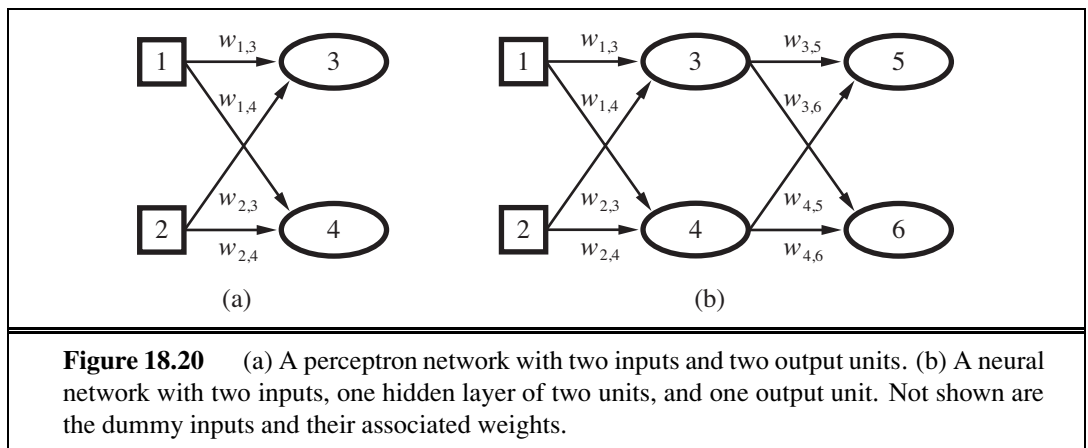 1 w1,3 3
w1,4
w2,3
2 w2,4 4
(a)
1 w1,3 3 w3,5 5
w1,4 w3,6
w2,3 w4,5
2 w2,4 4 w4,6 6
(b)
Figure 18.20 (a) A perceptron network with two inputs and two output units. (b) A neural
network with two inputs, one hidden layer of two units, and one output unit. Not shown are
the dummy inputs and their associated weights.